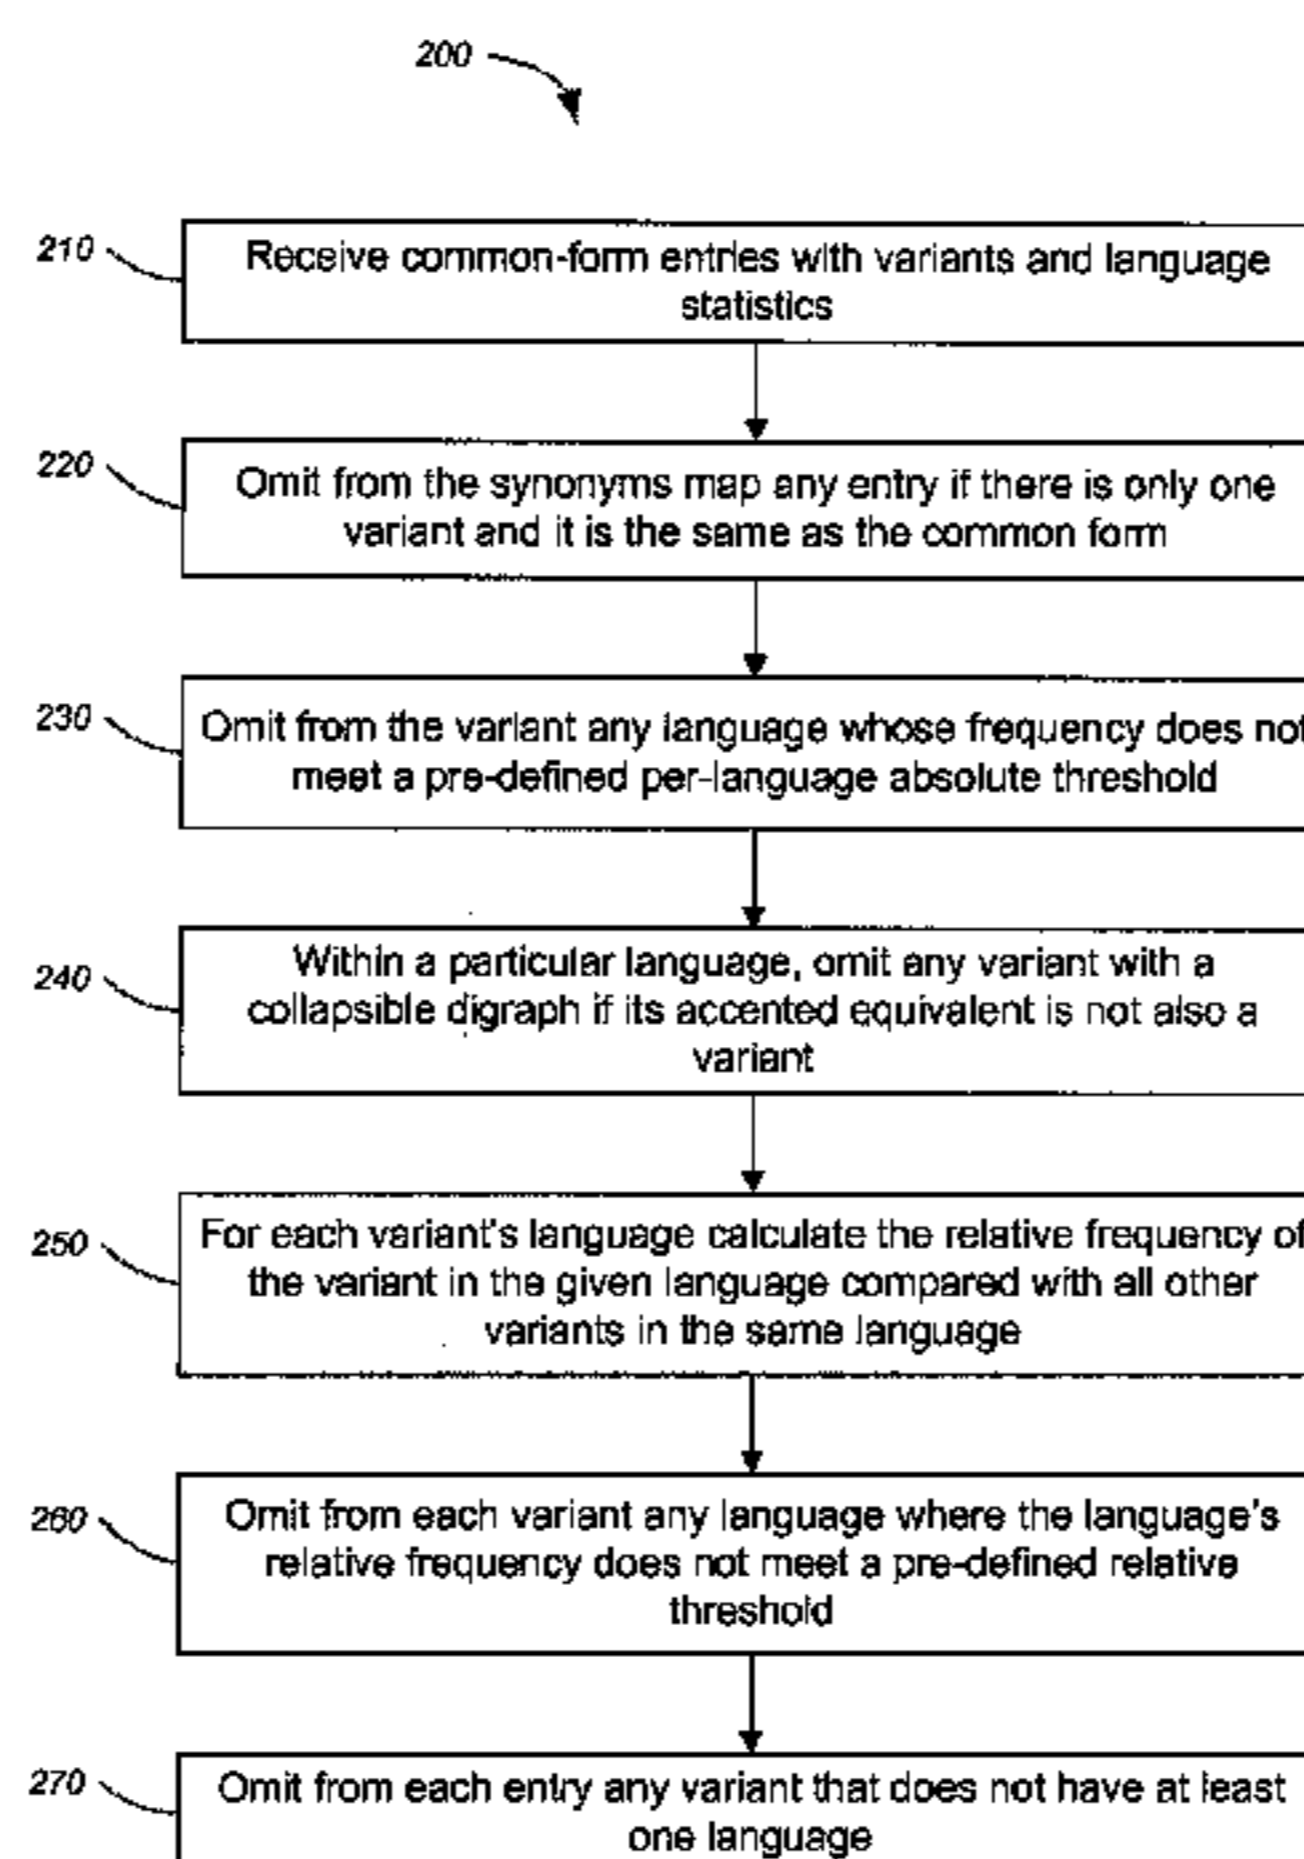 200
210
Receive common-form entries with variants and language
statistics
220
Omit from the synonyms map any entry if there is only one
variant and it is the same as the common form
230
Omit from the variant any language whose frequency does not
meet a pre-defined per-language absolute threshold
240
Within a particular language, omit any variant with a
collapsible digraph if its accented equivalent is not also a
variant
250
For each variant's language calculate the relative frequency of
the variant in the given language compared with all other
variants in the same language
260
Omit from each variant any language where the language's
relative frequency does not meet a pre-defined relative
threshold
270
Omit from each entry any variant that does not have at least
one language